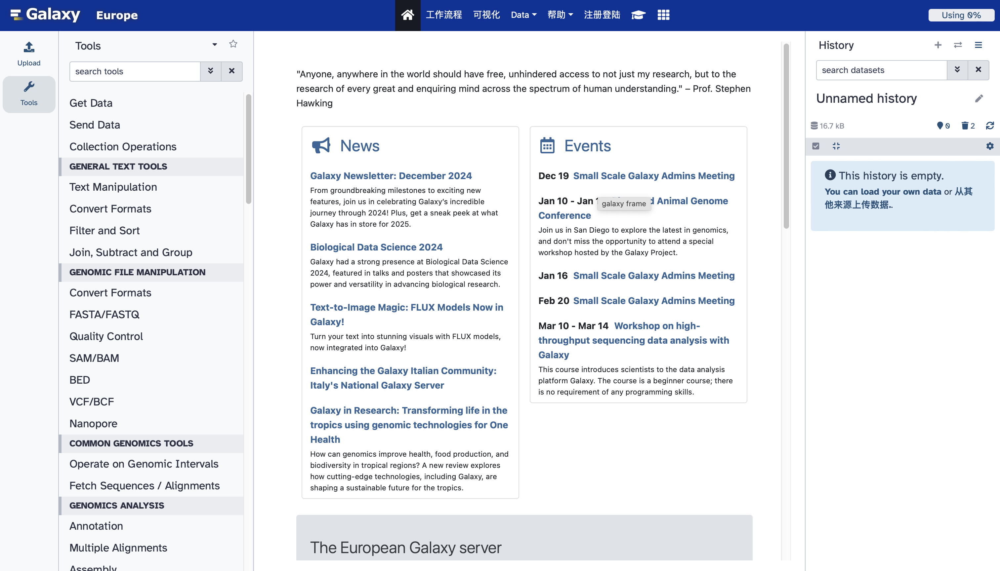 Galaxy Europe
工作流程 可视化 Data 帮助 注册登陆
Using 0%
Upload
Tools
Tools
search tools
Get Data
Send Data
Collection Operations
GENERAL TEXT TOOLS
Text Manipulation
Convert Formats
Filter and Sort
Join, Subtract and Group
GENOMIC FILE MANIPULATION
Convert Formats
FASTA/FASTQ
Quality Control
SAM/BAM
BED
VCF/BCF
Nanopore
COMMON GENOMICS TOOLS
Operate on Genomic Intervals
Fetch Sequences / Alignments
GENOMICS ANALYSIS
Annotation
Multiple Alignments
Assembly
"Anyone, anywhere in the world should have free, unhindered access to not just my research, but to the
research of every great and enquiring mind across the spectrum of human understanding." – Prof. Stephen
Hawking
News
Galaxy Newsletter: December 2024
From groundbreaking milestones to exciting new
features, join us in celebrating Galaxy’s incredible
journey through 2024! Plus, get a sneak peek at what
Galaxy has in store for 2025.
Biological Data Science 2024
Galaxy had a strong presence at Biological Data Science
2024, featured in talks and posters that showcased its
power and versatility in advancing biological research.
Text-to-Image Magic: FLUX Models Now in
Galaxy!
Turn your text into stunning visuals with FLUX models,
now integrated into Galaxy!
Enhancing the Galaxy Italian Community:
Italy's National Galaxy Server
Galaxy in Research: Transforming life in the
tropics using genomic technologies for One
Health
How can genomics improve health, food production, and
biodiversity in tropical regions? A new review explores
how cutting-edge technologies, including Galaxy, are
shaping a sustainable future for the tropics.
Events
Dec 19 Small Scale Galaxy Admins Meeting
Jan 10 - Jan Animal Genome
galaxy frame
Conference
Join us in San Diego to explore the latest in genomics,
and don't miss the opportunity to attend a special
workshop hosted by the Galaxy Project.
Jan 16 Small Scale Galaxy Admins Meeting
Feb 20 Small Scale Galaxy Admins Meeting
Mar 10 - Mar 14 Workshop on high-
throughput sequencing data analysis with
Galaxy
This course introduces scientists to the data analysis
platform Galaxy. The course is a beginner course; there
is no requirement of any programming skills.
The European Galaxy server
History
search datasets
Unnamed history
16.7 kB 0 2
This history is empty.
You can load your own data or 从其
他来源上传数据..